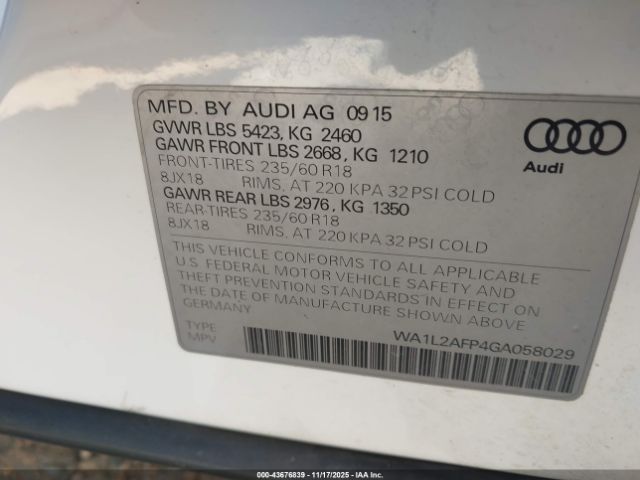 MFD. BY AUDI AG 09 15
GVWR LBS 5423, KG 2460
GAWR FRONT LBS 2668, KG 1210
FRONT-TIRES 235/60 R18
8JX18 RIMS, AT 220 KPA 32 PSI COLD
GAWR REAR LBS 2976, KG 1350
REAR-TIRES 235/60 R18
8JX18 RIMS, AT 220 KPA 32 PSI COLD
THIS VEHICLE CONFORMS TO ALL APPLICABLE
U.S. FEDERAL MOTOR VEHICLE SAFETY AND
THEFT PREVENTION STANDARDS IN EFFECT ON
THE DATE OF MANUFACTURE SHOWN ABOVE.
GERMANY
TYPE
MPV
WA1L2AFP4GA058029
Audi
000-43676839 - 11/17/2025 - IAA Inc.